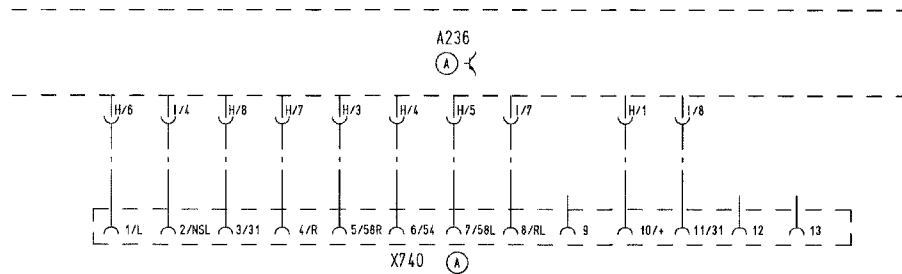 A236
A
H/6 I/4 H/8 H/7 H/3 H/4 H/5 I/7 H/1 I/8
1/L 2/NSL 3/31 4/R 5/58R 6/54 7/58L 8/RL 9 10/+ 11/31 12 13
X740 A